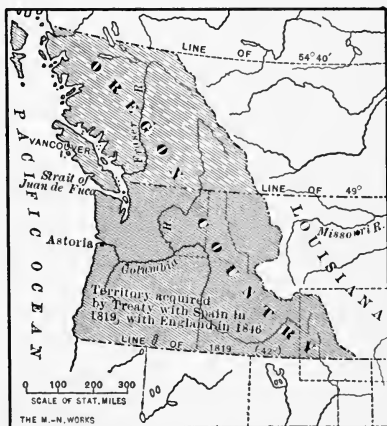 LINE OF 54° 40'
OREGON COUNTRY
Fraser R.
PACIFIC OCEAN
VANCOUVER I.
Strait of
Juan de Fuca
LINE OF 49°
LOUISIANA
Missouri R.
Astoria
Columbia R.
Territory acquired
by Treaty with Spain in
1819, with England in 1846
LINE OF 1819 (42°)
0 100 200 300
SCALE OF STAT. MILES
THE M.-N. WORKS